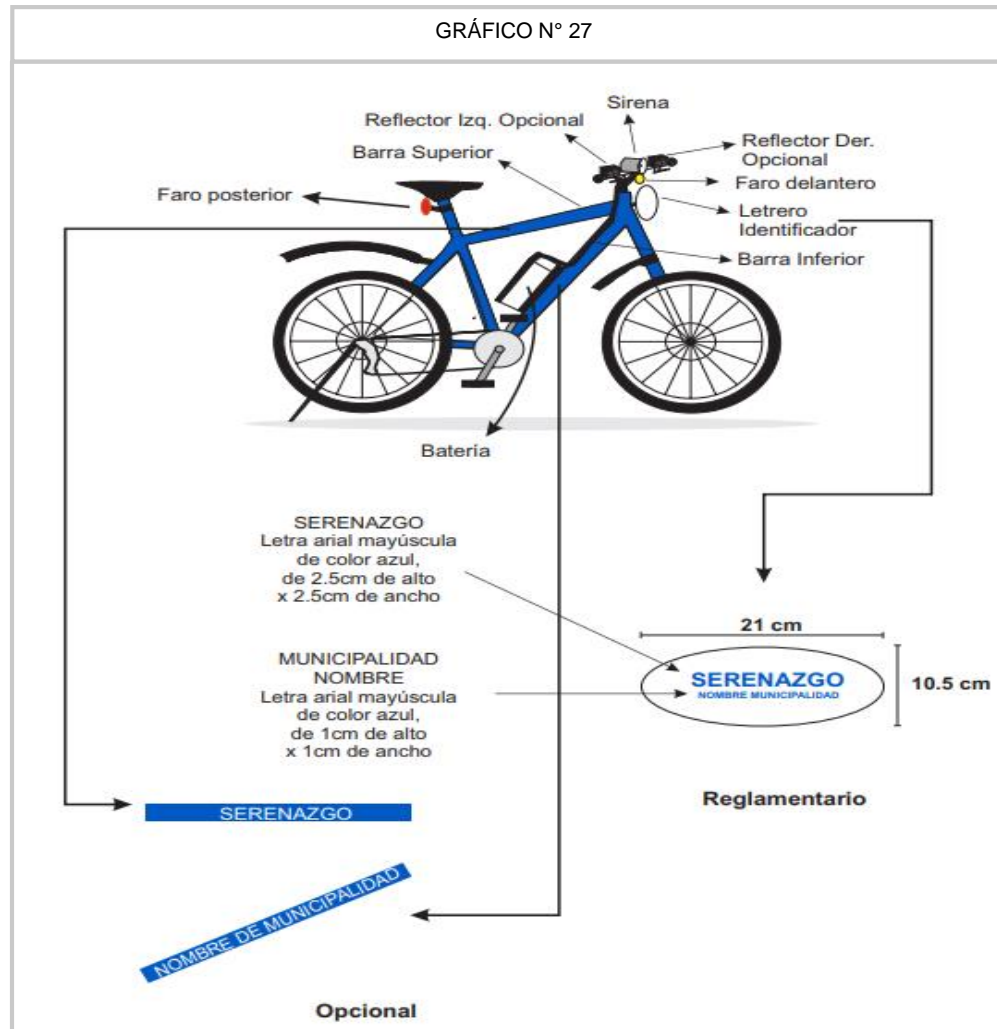 GRÁFICO N° 27
Sirena
Reflector Izq. Opcional
Reflector Der.
Opcional
Barra Superior
Faro delantero
Faro posterior
Letrero
Identificador
Barra Inferior
Batería
SERENAZGO
Letra arial mayúscula
de color azul,
de 2.5cm de alto
x 2.5cm de ancho
MUNICIPALIDAD
NOMBRE
Letra arial mayúscula
de color azul,
de 1cm de alto
x 1cm de ancho
21 cm
SERENAZGO
NOMBRE MUNICIPALIDAD
10.5 cm
Reglamentario
SERENAZGO
NOMBRE DE MUNICIPALIDAD
Opcional